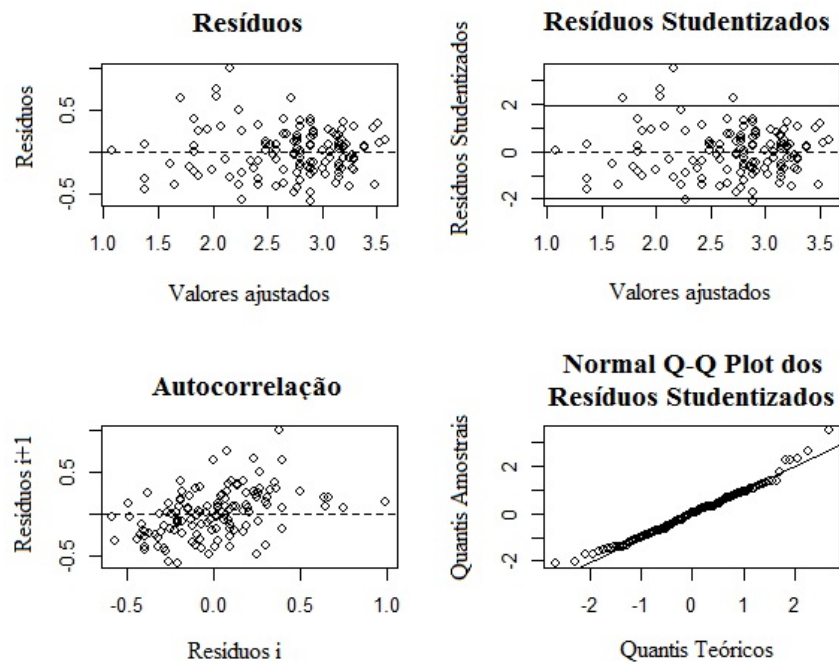 Resíduos
Resíduos
0.5
-0.5
1.0 1.5 2.0 2.5 3.0 3.5
Valores ajustados
Resíduos Studentizados
Resíduos Studentizados
2
0
-2
1.0 1.5 2.0 2.5 3.0 3.5
Valores ajustados
Autocorrelação
Resíduos i+1
0.5
-0.5
-0.5 0.0 0.5 1.0
Resíduos i
Normal Q-Q Plot dos
Resíduos Studentizados
Quantis Amostrais
2
0
-2
-2 -1 0 1 2
Quantis Teóricos